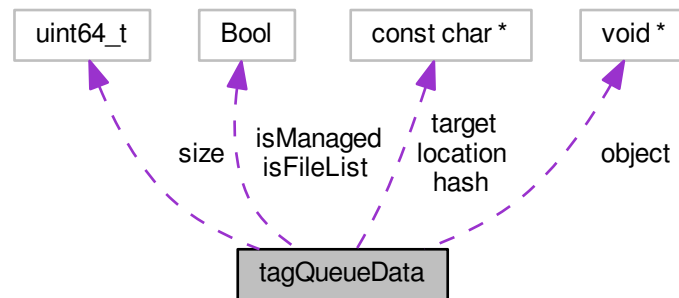 uint64_t
Bool
const char *
void *
size
isManaged
isFileList
target
location
hash
object
tagQueueData